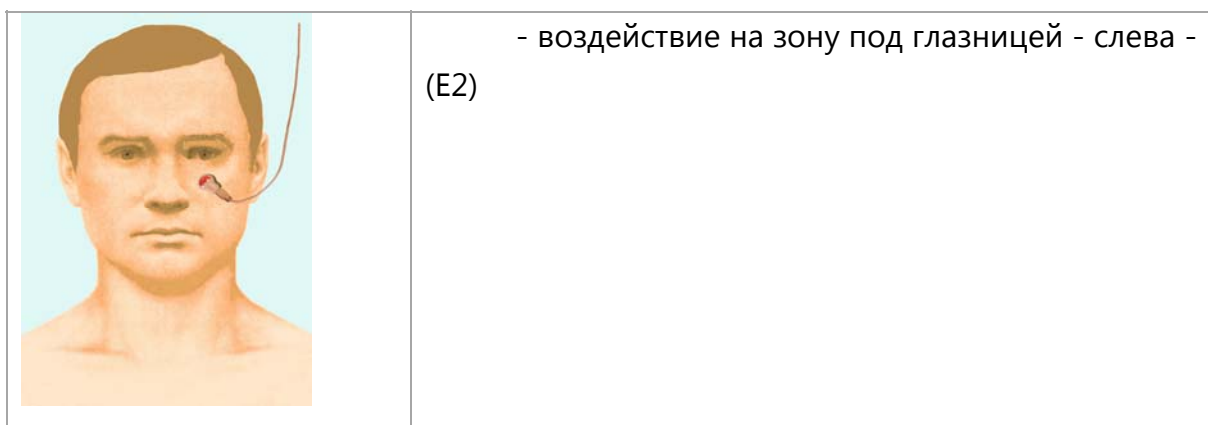 - воздействие на зону под глазницей - слева -
(E2)